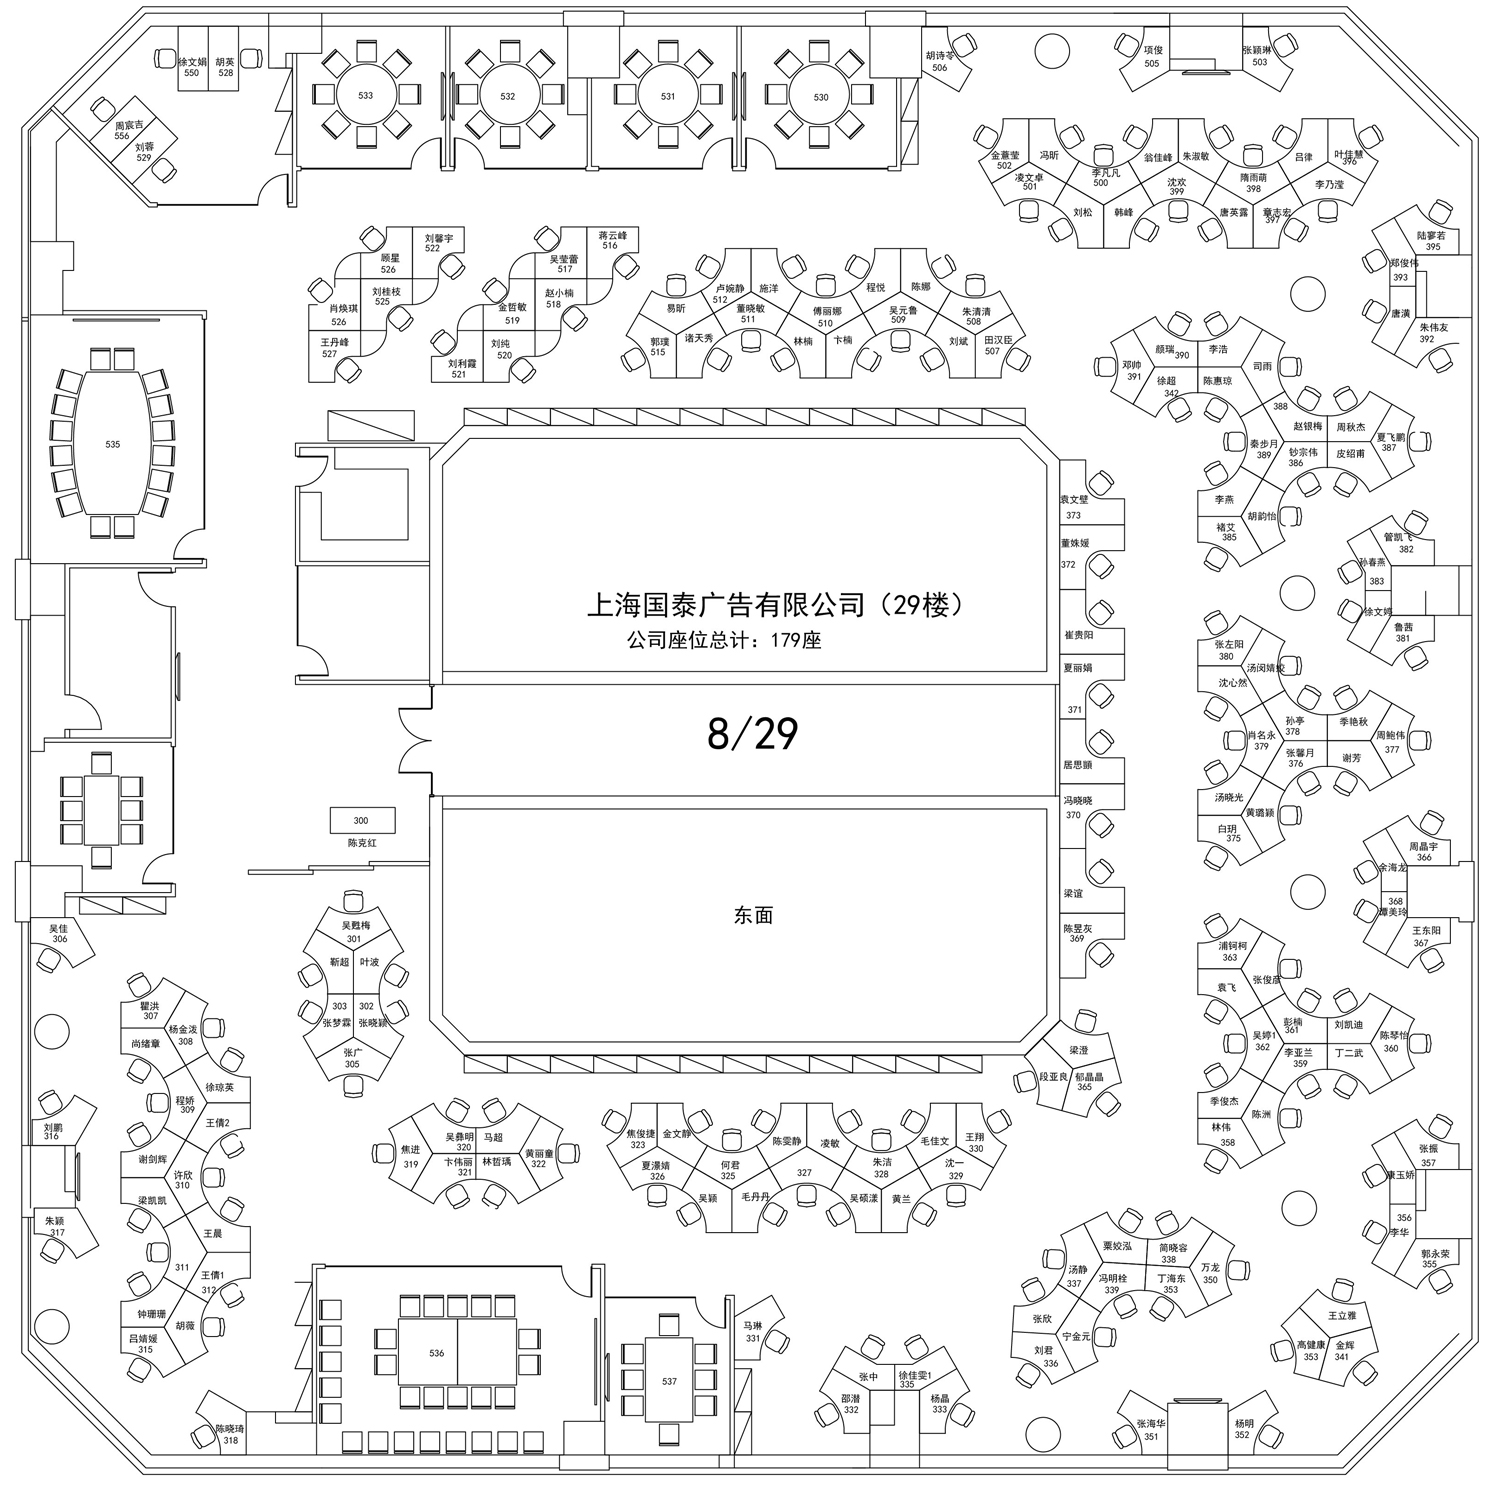 徐文娟
550
胡英
528
周宸吉
556
刘蓉
529
533
532
531
530
胡诗苓
506
项俊
505
张颖琳
503
金薏莹
502
冯昕
凌文卓
501
李凡凡
500
刘松
韩峰
翁佳峰
朱淑敏
沈欢
399
隋雨萌
398
唐英露
章志宏
397
吕律
叶佳慧
396
李乃滢
陆寥若
395
郑俊伟
393
唐潢
朱伟友
392
刘馨宇
522
顾星
526
刘桂枝
525
肖焕琪
526
王丹峰
527
蒋云峰
516
吴莹蕾
517
赵小楠
518
金哲敏
519
刘纯
520
刘利霞
521
卢婉静
512
施洋
易昕
董晓敏
511
郭璞
515
诸天秀
林楠
傅丽娜
510
卞楠
程悦
陈娜
吴元鲁
509
朱清清
508
刘斌
田汉臣
507
535
颜瑞
390
李浩
邓帅
391
徐超
342
陈惠琼
司雨
388
赵银梅
周秋杰
夏飞鹏
387
秦步月
389
钞宗伟
386
皮绍甫
李燕
胡韵怡
褚艾
385
管凯飞
382
孙春燕
383
徐文婷
鲁茜
381
袁文壁
373
董姝媛
372
崔贵阳
夏丽娟
371
居思颤
冯晓晓
370
梁谊
陈昱灰
369
上海国泰广告有限公司（29楼）
公司座位总计：179座
8/29
东面
张左阳
380
汤闵婧姣
沈心然
孙亭
378
季艳秋
周鲍伟
377
肖名永
379
张馨月
376
谢芳
汤晓光
黄璐颖
白玥
375
周晶宇
366
余海龙
368
谭美玲
王东阳
367
300
陈克红
吴甦梅
301
靳超
叶波
303
302
张梦霖
张晓颖
张广
305
吴佳
306
瞿洪
307
杨金泼
308
尚绪章
徐琼英
程娇
309
王倩2
谢剑辉
许欣
310
梁凯凯
王晨
311
王倩1
312
钟珊珊
胡薇
吕婧媛
315
刘鹏
316
朱颖
317
陈晓琦
318
浦钶柯
363
张俊彦
袁飞
彭楠
361
刘凯迪
陈琴怡
360
吴婷1
362
李亚兰
359
丁二武
季俊杰
陈洲
林伟
358
梁澄
段亚良
郁晶晶
365
焦进
319
吴彝明
320
马超
卞伟丽
321
林哲瑀
黄丽童
322
焦俊捷
323
金文静
夏漾婧
326
何君
325
吴颖
毛丹丹
陈雯静
凌敏
327
吴硕漾
朱洁
328
黄兰
毛佳文
王翔
330
沈一
329
张振
357
康玉娇
356
李华
郭永荣
355
粟姣泓
简晓容
338
万龙
350
汤静
337
冯明栓
339
丁海东
353
张欣
宁金元
刘君
336
王立雅
高健康
353
金辉
341
536
537
马琳
331
张中
徐佳雯1
335
邵潜
332
杨晶
333
张海华
351
杨明
352